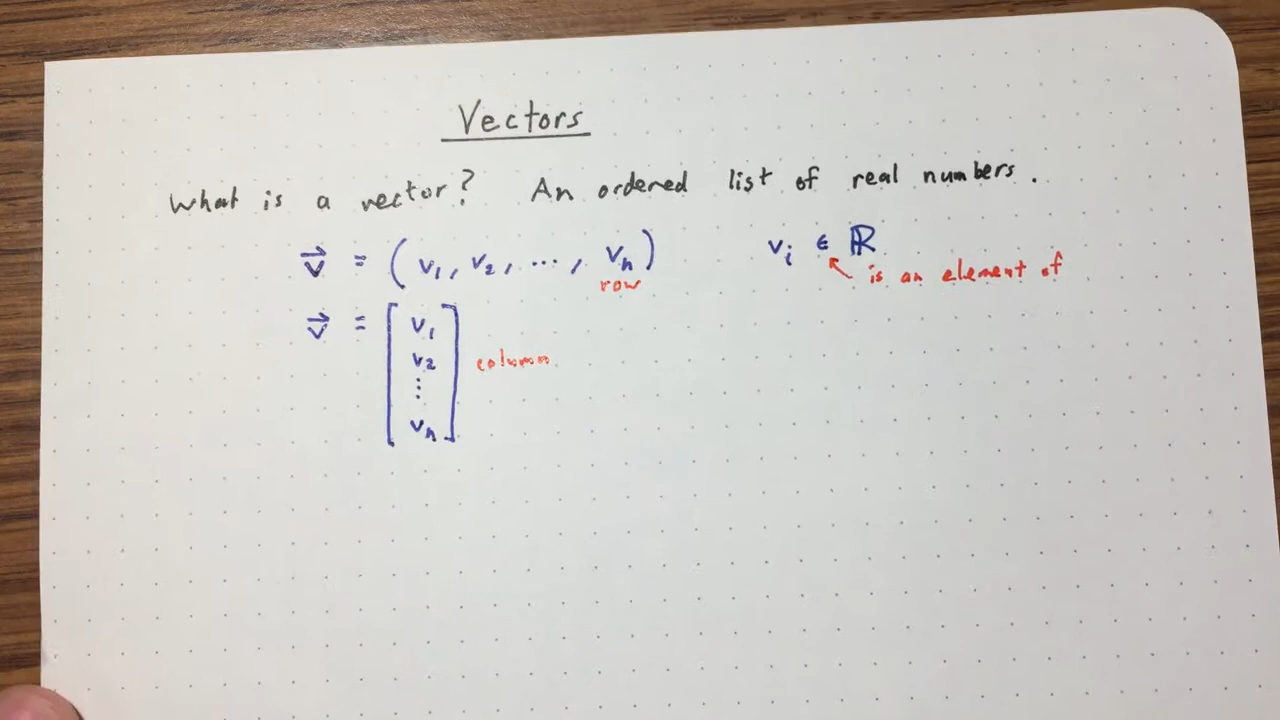 Vectors
What is a vector? An ordered list of real numbers.
v⃗ = (v₁, v₂, ..., vₙ) vᵢ ∈ ℝ
row
is an element of
v⃗ = [v₁
v₂ column
⋮
vₙ]